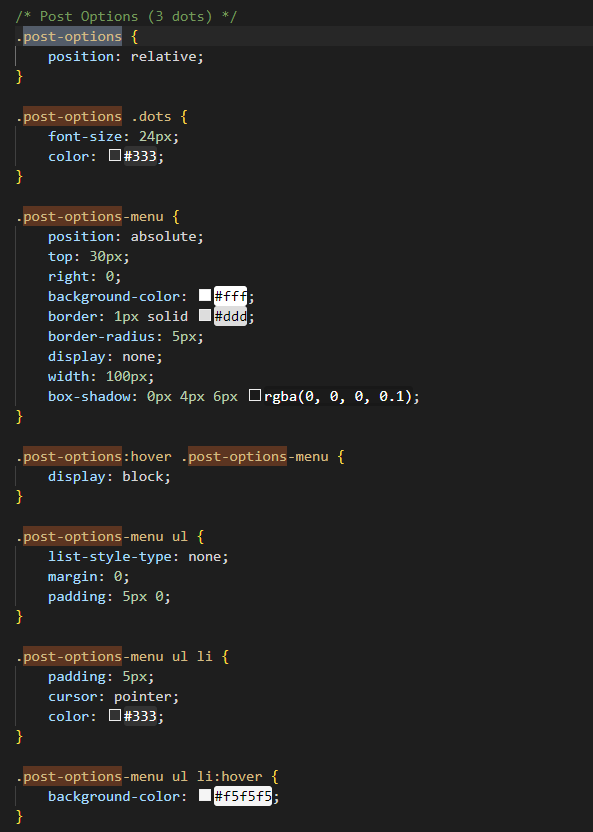 /* Post Options (3 dots) */
.post-options {
    position: relative;
}

.post-options .dots {
    font-size: 24px;
    color: #333;
}

.post-options-menu {
    position: absolute;
    top: 30px;
    right: 0;
    background-color: #fff;
    border: 1px solid #ddd;
    border-radius: 5px;
    display: none;
    width: 100px;
    box-shadow: 0px 4px 6px rgba(0, 0, 0, 0.1);
}

.post-options:hover .post-options-menu {
    display: block;
}

.post-options-menu ul {
    list-style-type: none;
    margin: 0;
    padding: 5px 0;
}

.post-options-menu ul li {
    padding: 5px;
    cursor: pointer;
    color: #333;
}

.post-options-menu ul li:hover {
    background-color: #f5f5f5;
}